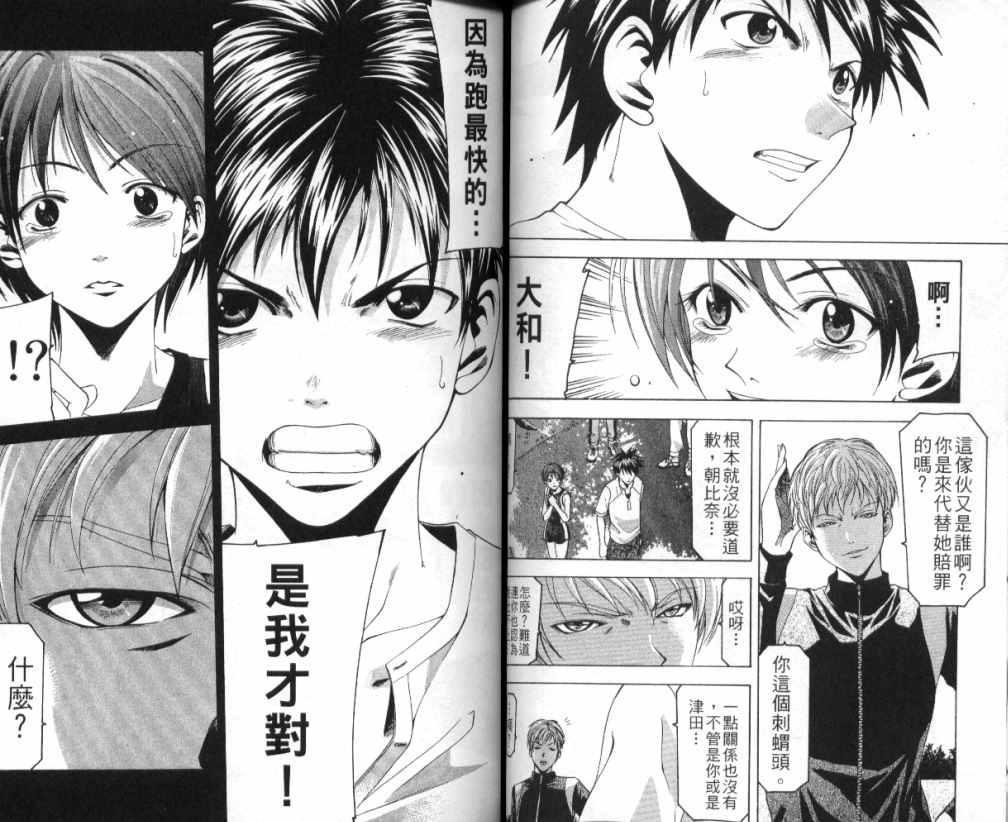 啊…
大和！
這傢伙又是誰啊？
你是來代替她賠罪
的嗎？
你這個刺蝟頭。
根本就沒必要道
歉，朝比奈…
哎呀…
怎麼？難道
連你也認為
一點關係也沒有
，不管是你或是
津田…
因為跑最快的…
是我才對！
!?
什麼？